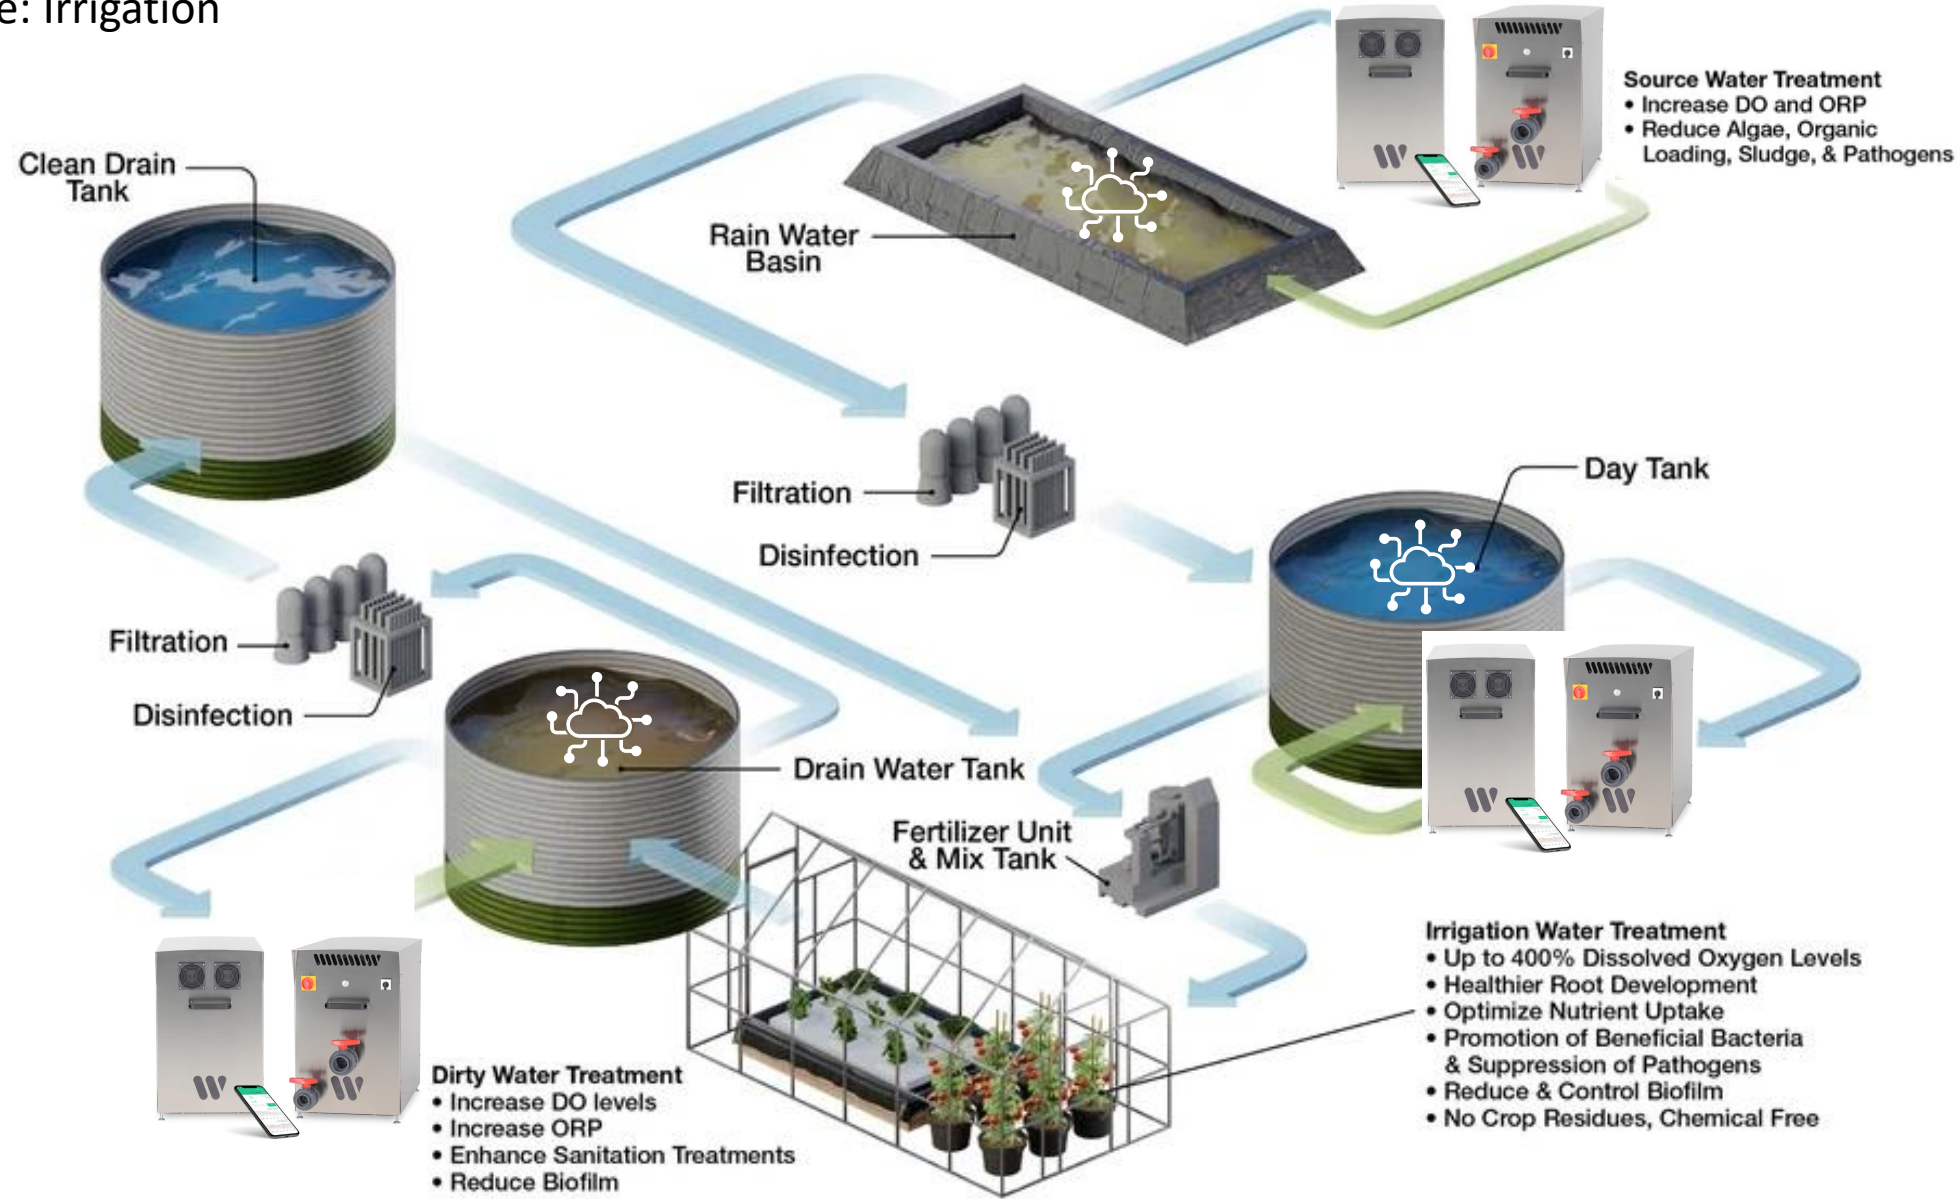 e: Irrigation
Source Water Treatment
• Increase DO and ORP
• Reduce Algae, Organic
Loading, Sludge, & Pathogens
Clean Drain
Tank
Rain Water
Basin
Day Tank
Filtration
Disinfection
Filtration
Disinfection
Drain Water Tank
Fertilizer Unit
& Mix Tank
Irrigation Water Treatment
• Up to 400% Dissolved Oxygen Levels
• Healthier Root Development
• Optimize Nutrient Uptake
• Promotion of Beneficial Bacteria
& Suppression of Pathogens
• Reduce & Control Biofilm
• No Crop Residues, Chemical Free
Dirty Water Treatment
• Increase DO levels
• Increase ORP
• Enhance Sanitation Treatments
• Reduce Biofilm